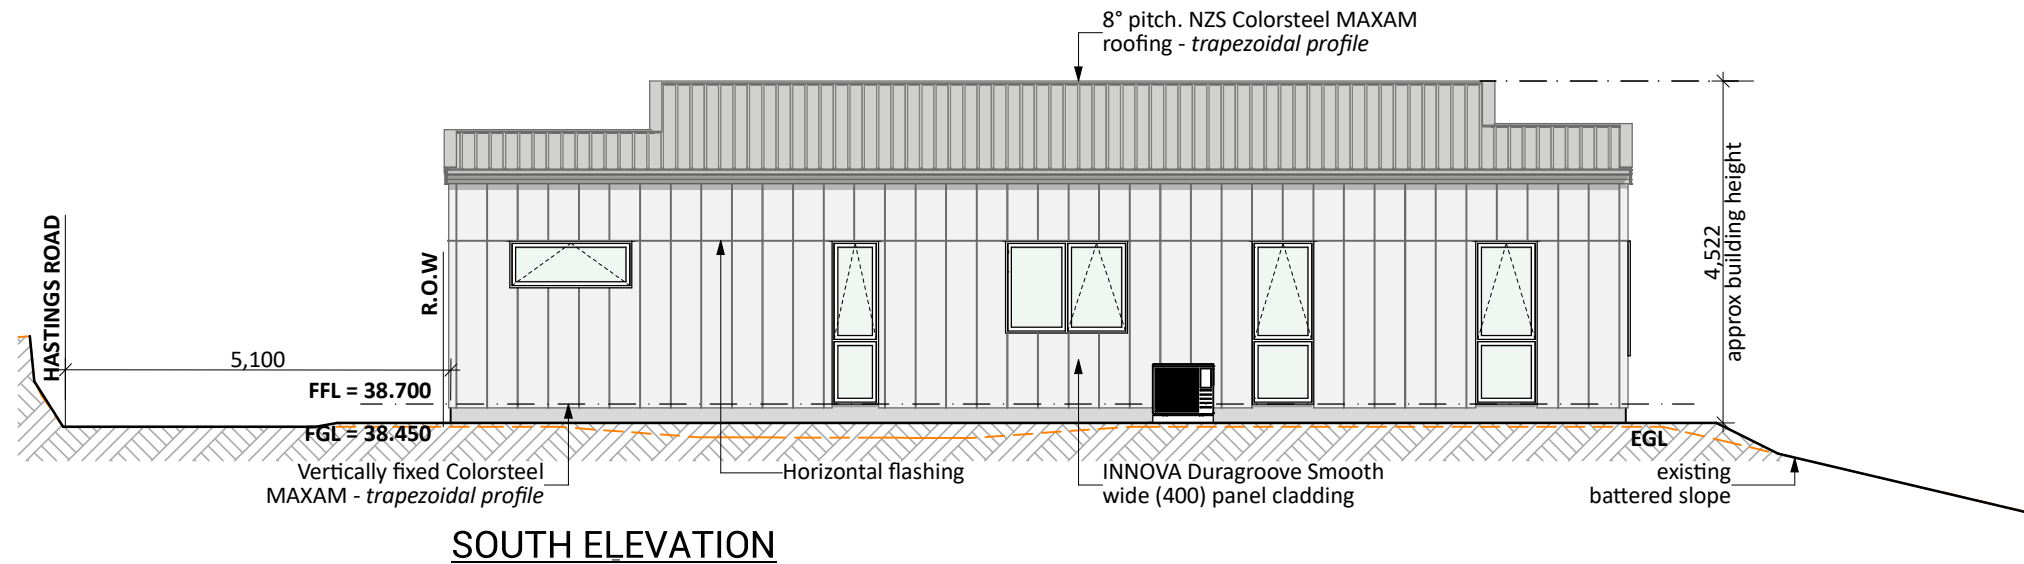 8° pitch. NZS Colorsteel MAXAM
roofing - trapezoidal profile
HASTINGS ROAD
R.O.W
4,522
approx building height
5,100
FFL = 38.700
FGL = 38.450
EGL
Vertically fixed Colorsteel
MAXAM - trapezoidal profile
Horizontal flashing
INNOVA Duragroove Smooth
wide (400) panel cladding
existing
battered slope
SOUTH ELEVATION